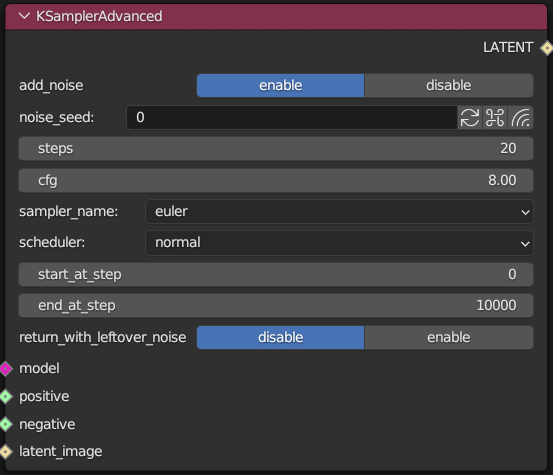 KSamplerAdvanced
LATENT
add_noise enable disable
noise_seed: 0
steps 20
cfg 8.00
sampler_name: euler
scheduler: normal
start_at_step 0
end_at_step 10000
return_with_leftover_noise disable enable
model
positive
negative
latent_image